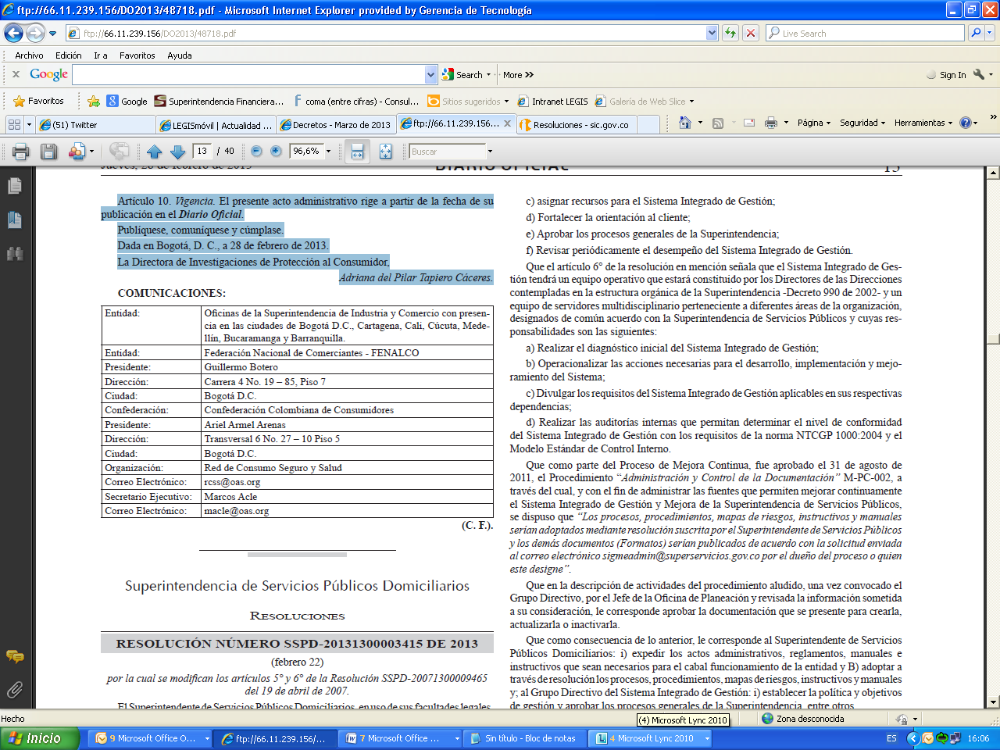 ftp://66.11.239.156/DO2013/48718.pdf - Microsoft Internet Explorer provided by Gerencia de Tecnología
ftp://66.11.239.156/DO2013/48718.pdf
Live Search
Archivo Edición Ir a Favoritos Ayuda
Google Search More Sign In
Favoritos Google Superintendencia Financiera... coma (entre cifras) - Consul... Sitios sugeridos Intranet LEGIS Galería de Web Slice
(51) Twitter LEGISmóvil | Actualidad ... Decretos - Marzo de 2013 ftp://66.11.239.156... Resoluciones - sic.gov.co Página Seguridad Herramientas
13 / 40 96,6% Buscar
Jueves, 28 de febrero de 2013 DIARIO OFICIAL 13
Artículo 10. Vigencia. El presente acto administrativo rige a partir de la fecha de su
publicación en el Diario Oficial.
Publíquese, comuníquese y cúmplase.
Dada en Bogotá, D. C., a 28 de febrero de 2013.
La Directora de Investigaciones de Protección al Consumidor,
Adriana del Pilar Tapiero Cáceres.
COMUNICACIONES:
Entidad: Oficinas de la Superintendencia de Industria y Comercio con presen-
cia en las ciudades de Bogotá D.C., Cartagena, Cali, Cúcuta, Mede-
llín, Bucaramanga y Barranquilla.
Entidad: Federación Nacional de Comerciantes - FENALCO
Presidente: Guillermo Botero
Dirección: Carrera 4 No. 19 – 85, Piso 7
Ciudad: Bogotá D.C.
Confederación: Confederación Colombiana de Consumidores
Presidente: Ariel Armel Arenas
Dirección: Transversal 6 No. 27 – 10 Piso 5
Ciudad: Bogotá D.C.
Organización: Red de Consumo Seguro y Salud
Correo Electrónico: rcss@oas.org
Secretario Ejecutivo: Marcos Acle
Correo Electrónico: macle@oas.org
(C. F.).
Superintendencia de Servicios Públicos Domiciliarios
RESOLUCIONES
RESOLUCIÓN NÚMERO SSPD-20131300003415 DE 2013
(febrero 22)
por la cual se modifican los artículos 5° y 6° de la Resolución SSPD-20071300009465
del 19 de abril de 2007.
El Superintendente de Servicios Públicos Domiciliarios, en uso de sus facultades legales,
c) asignar recursos para el Sistema Integrado de Gestión;
d) Fortalecer la orientación al cliente;
e) Aprobar los procesos generales de la Superintendencia;
f) Revisar periódicamente el desempeño del Sistema Integrado de Gestión.
Que el artículo 6° de la resolución en mención señala que el Sistema Integrado de Ges-
tión tendrá un equipo operativo que estará constituido por los Directores de las Direcciones
contempladas en la estructura orgánica de la Superintendencia -Decreto 990 de 2002- y un
equipo de servidores multidisciplinario perteneciente a diferentes áreas de la organización,
designados de común acuerdo con la Superintendencia de Servicios Públicos y cuyas res-
ponsabilidades son las siguientes:
a) Realizar el diagnóstico inicial del Sistema Integrado de Gestión;
b) Operacionalizar las acciones necesarias para el desarrollo, implementación y mejo-
ramiento del Sistema;
c) Divulgar los requisitos del Sistema Integrado de Gestión aplicables en sus respectivas
dependencias;
d) Realizar las auditorías internas que permitan determinar el nivel de conformidad
del Sistema Integrado de Gestión con los requisitos de la norma NTCGP 1000:2004 y el
Modelo Estándar de Control Interno.
Que como parte del Proceso de Mejora Continua, fue aprobado el 31 de agosto de
2011, el Procedimiento “Administración y Control de la Documentación” M-PC-002, a
través del cual, y con el fin de administrar las fuentes que permiten mejorar continuamente
el Sistema Integrado de Gestión y Mejora de la Superintendencia de Servicios Públicos,
se dispuso que “Los procesos, procedimientos, mapas de riesgos, instructivos y manuales
serían adoptados mediante resolución suscrita por el Superintendente de Servicios Públicos
y los demás documentos (Formatos) serían publicados de acuerdo con la solicitud enviada
al correo electrónico sigmeadmin@superservicios.gov.co por el dueño del proceso o quien
este designe”.
Que en la descripción de actividades del procedimiento aludido, una vez convocado el
Grupo Directivo, por el Jefe de la Oficina de Planeación y revisada la información sometida
a su consideración, le corresponde aprobar la documentación que se presente para crearla,
actualizarla o inactivarla.
Que como consecuencia de lo anterior, le corresponde al Superintendente de Servicios
Públicos Domiciliarios: i) expedir los actos administrativos, reglamentos, manuales e
instructivos que sean necesarios para el cabal funcionamiento de la entidad y B) adoptar a
través de resolución los procesos, procedimientos, mapas de riesgos, instructivos y manuales
y; al Grupo Directivo del Sistema Integrado de Gestión: i) establecer la política y objetivos
de gestión y aprobar los procesos generales de la Superintendencia, entre otros
Hecho (4) Microsoft Lync 2010 Zona desconocida
Inicio 9 Microsoft Office O... ftp://66.11.239.156/... 7 Microsoft Office ... Sin título - Bloc de notas 4 Microsoft Lync 2010 ES 16:06